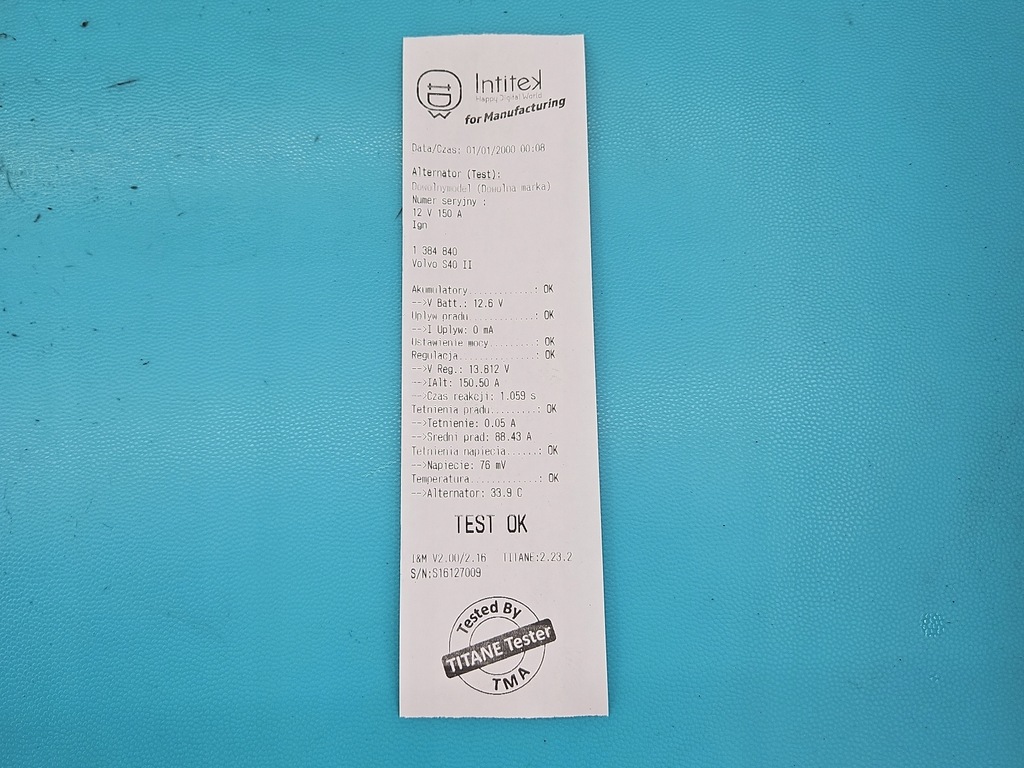 Intitek
Happy Digital World
for Manufacturing
Data/Czas: 01/01/2000 00:08
Alternator (Test):
Dowolnymodel (Dowolna marka)
Numer seryjny :
12 V 150 A
Ign
1 384 840
Volvo S40 II
Akumulatory............: OK
-->V Batt.: 12.6 V
Uplyw pradu............: OK
-->I Uplyw: 0 mA
Ustawienie mocy........: OK
Regulacja..............: OK
-->V Reg.: 13.812 V
-->IAlt: 150.50 A
-->Czas reakcji: 1.059 s
Tetnienia pradu........: OK
-->Tetnienie: 0.05 A
-->Sredni prad: 88.43 A
Tetnienia napiecia.....: OK
-->Napiecie: 76 mV
Temperatura............: OK
-->Alternator: 33.9 C
TEST OK
I&M V2.00/2.16 TITANE:2.23.2
S/N:S16127009
Tested By
TITANE Tester
TMA